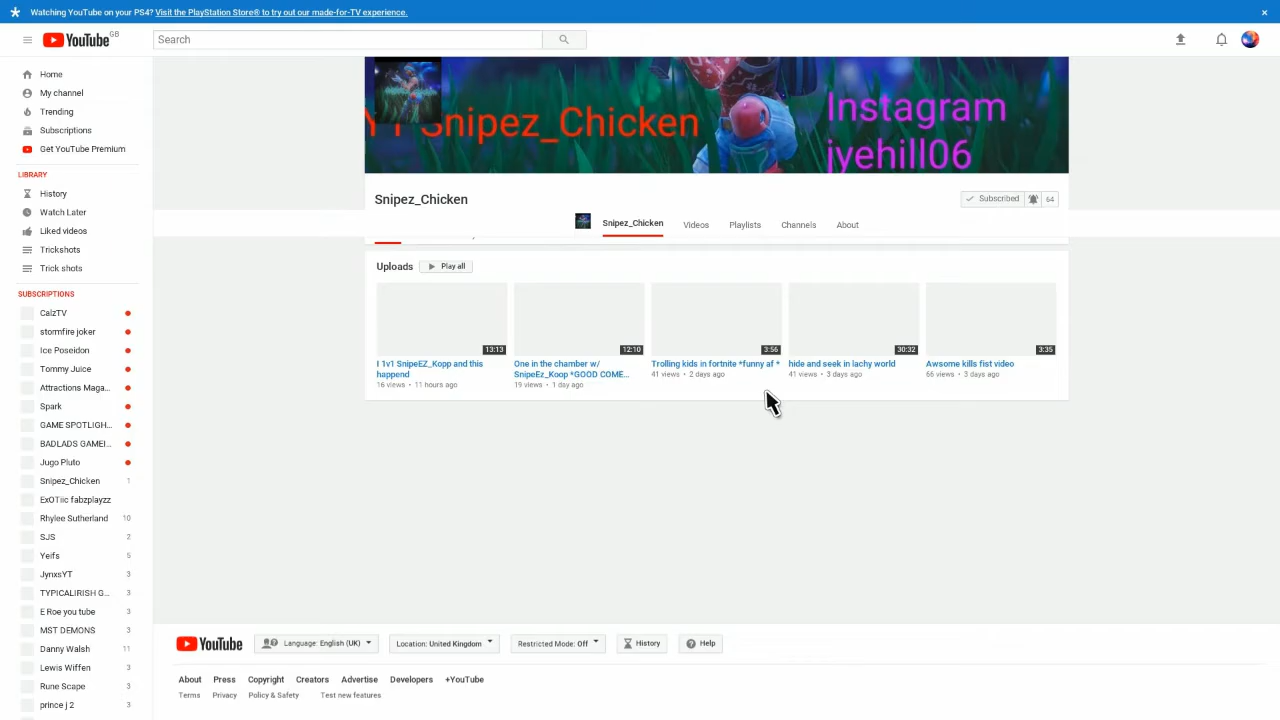 Watching YouTube on your PS4? Visit the PlayStation Store® to try out our made-for-TV experience.
YouTube GB
Search
Home
My channel
Trending
Subscriptions
Get YouTube Premium
LIBRARY
History
Watch Later
Liked videos
Trickshots
Trick shots
SUBSCRIPTIONS
CalzTV
stormfire joker
Ice Poseidon
Tommy Juice
Attractions Maga...
Spark
GAME SPOTLIGH...
BADLADS GAMEI...
Jugo Pluto
Snipez_Chicken 1
ExOTiic fabzplayzz
Rhylee Sutherland 10
SJS 2
Yeifs 5
JynxsYT 3
TYPICALIRISH G... 3
E Roe you tube 3
MST DEMONS 3
Danny Walsh 11
Lewis Wiffen 3
Rune Scape 3
prince j 2 3
YT Snipez_Chicken
Instagram
jyehill06
Snipez_Chicken
Subscribed 64
Snipez_Chicken Videos Playlists Channels About
Uploads Play all
13:13
I 1v1 SnipeEZ_Kopp and this
happend
16 views • 11 hours ago
12:10
One in the chamber w/
SnipeEz_Koop *GOOD COME...
19 views • 1 day ago
3:56
Trolling kids in fortnite *funny af *
41 views • 2 days ago
30:32
hide and seek in lachy world
41 views • 3 days ago
3:35
Awsome kills fist video
66 views • 3 days ago
YouTube Language: English (UK) Location: United Kingdom Restricted Mode: Off History Help
About Press Copyright Creators Advertise Developers +YouTube
Terms Privacy Policy & Safety Test new features